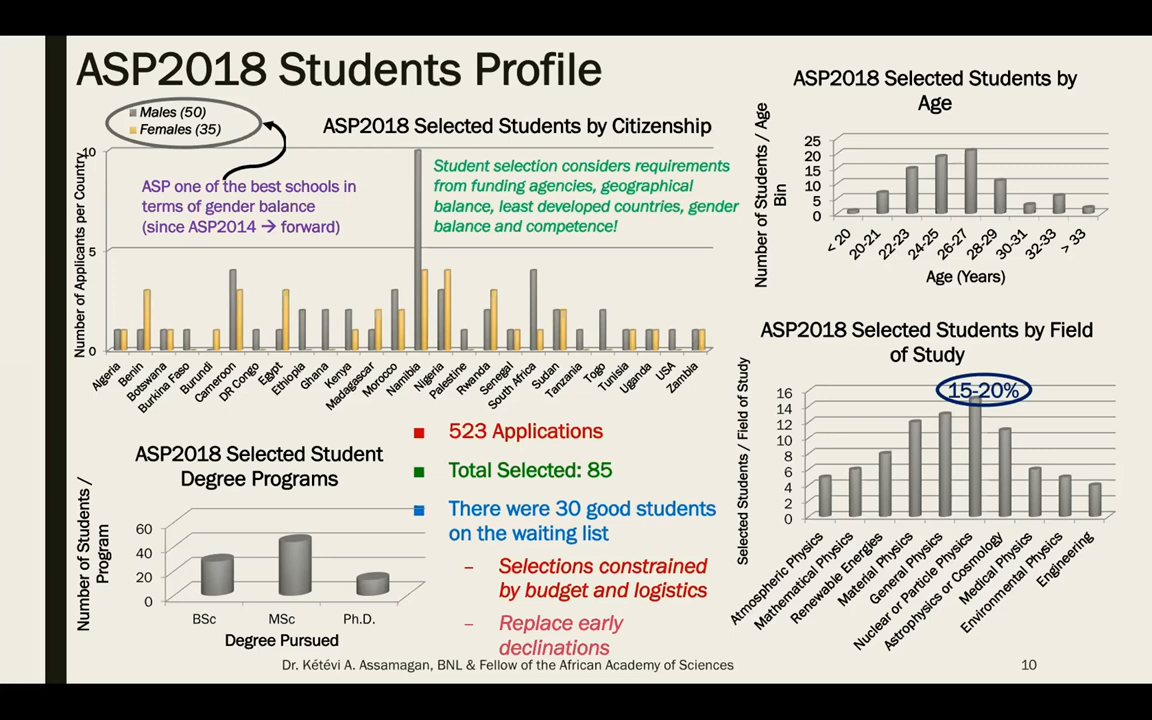 ASP2018 Students Profile
Males (50)
Females (35)
ASP2018 Selected Students by Citizenship
Number of Applicants per Country
10
5
0
ASP one of the best schools in
terms of gender balance
(since ASP2014 → forward)
Student selection considers requirements
from funding agencies, geographical
balance, least developed countries, gender
balance and competence!
Algeria
Benin
Botswana
Burkina Faso
Burundi
Cameroon
DR Congo
Egypt
Ethiopia
Ghana
Kenya
Madagascar
Morocco
Namibia
Nigeria
Palestine
Rwanda
Senegal
South Africa
Sudan
Tanzania
Togo
Tunisia
Uganda
USA
Zambia
ASP2018 Selected Students by
Age
Number of Students / Age
Bin
25
20
15
10
5
0
< 20
20-21
22-23
24-25
26-27
28-29
30-31
32-33
> 33
Age (Years)
ASP2018 Selected Students by Field
of Study
Selected Students / Field of Study
15-20%
16
14
12
10
8
6
4
2
0
Atmospheric Physics
Mathematical Physics
Renewable Energies
Material Physics
General Physics
Nuclear or Particle Physics
Astrophysics or Cosmology
Medical Physics
Environmental Physics
Engineering
ASP2018 Selected Student
Degree Programs
Number of Students /
Program
60
40
20
0
BSc
MSc
Ph.D.
Degree Pursued
■ 523 Applications
■ Total Selected: 85
■ There were 30 good students
on the waiting list
– Selections constrained
by budget and logistics
– Replace early
declinations
Dr. Kétévi A. Assamagan, BNL & Fellow of the African Academy of Sciences
10